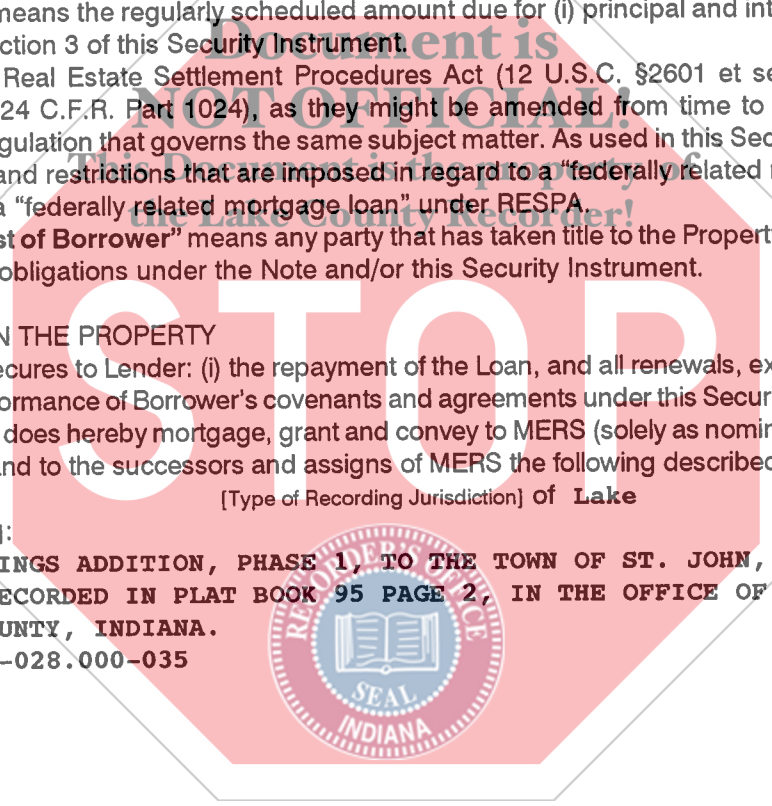 means the regularly scheduled amount due for (i) principal and int
ction 3 of this Security Instrument.
Document is
Real Estate Settlement Procedures Act (12 U.S.C. §2601 et se
24 C.F.R. Part 1024), as they might be amended from time to
NOT OFFICIAL!
gulation that governs the same subject matter. As used in this Sec
This Document is the property of
and restrictions that are imposed in regard to a “federally related
a “federally related mortgage loan” under RESPA.
the Lake County Recorder!
st of Borrower” means any party that has taken title to the Propert
obligations under the Note and/or this Security Instrument.
STOP
N THE PROPERTY
ecures to Lender: (i) the repayment of the Loan, and all renewals, ex
ormance of Borrower's covenants and agreements under this Secur
does hereby mortgage, grant and convey to MERS (solely as nomin
nd to the successors and assigns of MERS the following described
[Type of Recording Jurisdiction] of Lake
]:
INGS ADDITION, PHASE 1, TO THE TOWN OF ST. JOHN,
ECORDED IN PLAT BOOK 95 PAGE 2, IN THE OFFICE OF
UNTY, INDIANA.
-028.000-035
RECORDER'S OFFICE
SEAL
INDIANA